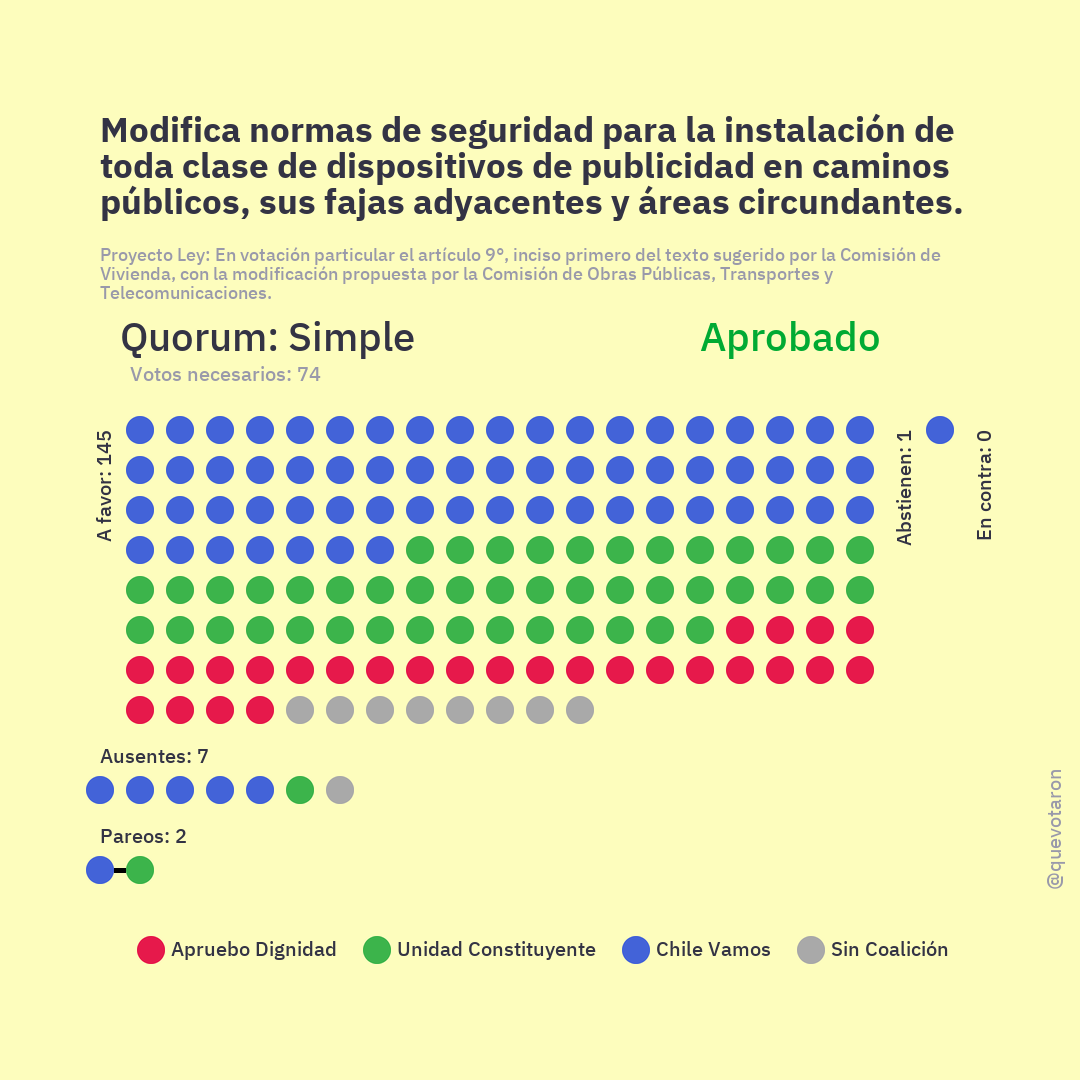 Modifica normas de seguridad para la instalación de
toda clase de dispositivos de publicidad en caminos
públicos, sus fajas adyacentes y áreas circundantes.
Proyecto Ley: En votación particular el artículo 9°, inciso primero del texto sugerido por la Comisión de
Vivienda, con la modificación propuesta por la Comisión de Obras Públicas, Transportes y
Telecomunicaciones.
Quorum: Simple
Aprobado
Votos necesarios: 74
A favor: 145
Abstienen: 1
En contra: 0
Ausentes: 7
Pareos: 2
@quevotaron
Apruebo Dignidad
Unidad Constituyente
Chile Vamos
Sin Coalición